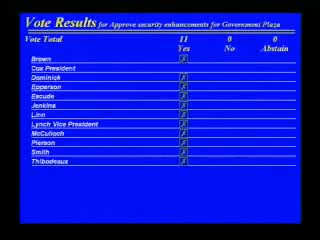 Vote Results for Approve security enhancements for Government Plaza
Vote Total 11 0 0
Yes No Abstain
Brown
Cox President
Dominick
Epperson
Escude
Jenkins
Linn
Lynch Vice President
McCulloch
Pierson
Smith
Thibodeaux